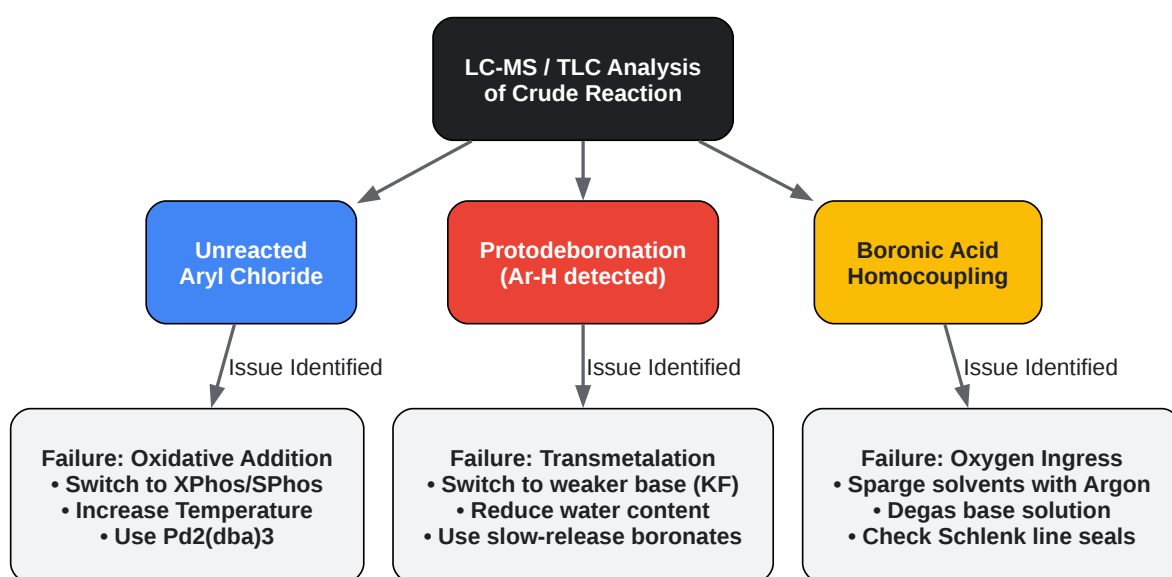 LC-MS / TLC Analysis
of Crude Reaction
Unreacted
Aryl Chloride
Protodeboronation
(Ar-H detected)
Boronic Acid
Homocoupling
Issue Identified
Issue Identified
Issue Identified
Failure: Oxidative Addition
• Switch to XPhos/SPhos
• Increase Temperature
• Use Pd2(dba)3
Failure: Transmetalation
• Switch to weaker base (KF)
• Reduce water content
• Use slow-release boronates
Failure: Oxygen Ingress
• Sparge solvents with Argon
• Degas base solution
• Check Schlenk line seals